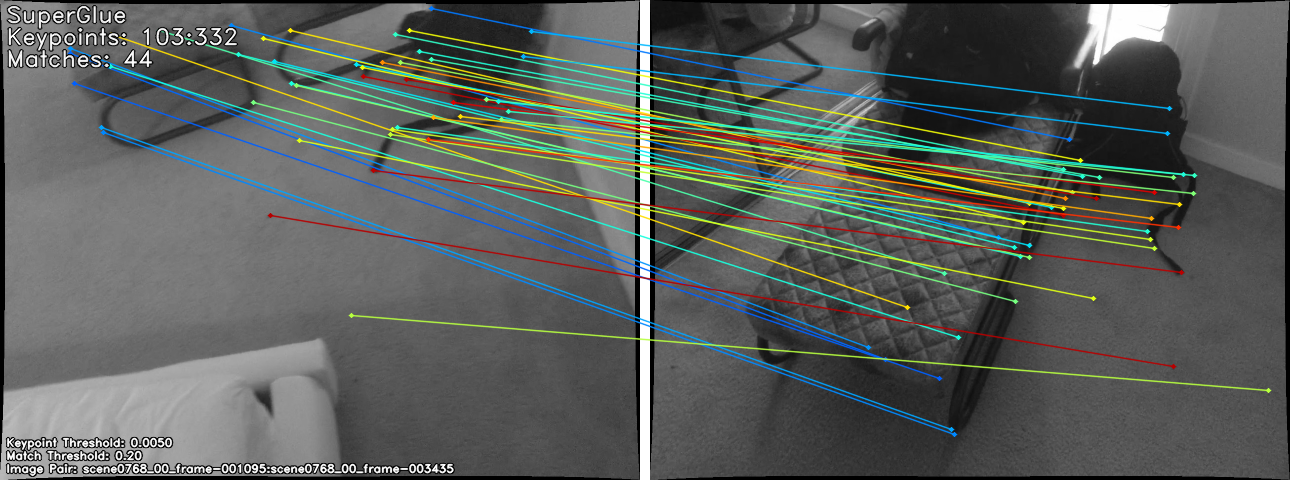 SuperGlue
Keypoints: 103:332
Matches: 44
Keypoint Threshold: 0.0050
Match Threshold: 0.20
Image Pair: scene0768_00_frame-001095:scene0768_00_frame-003435